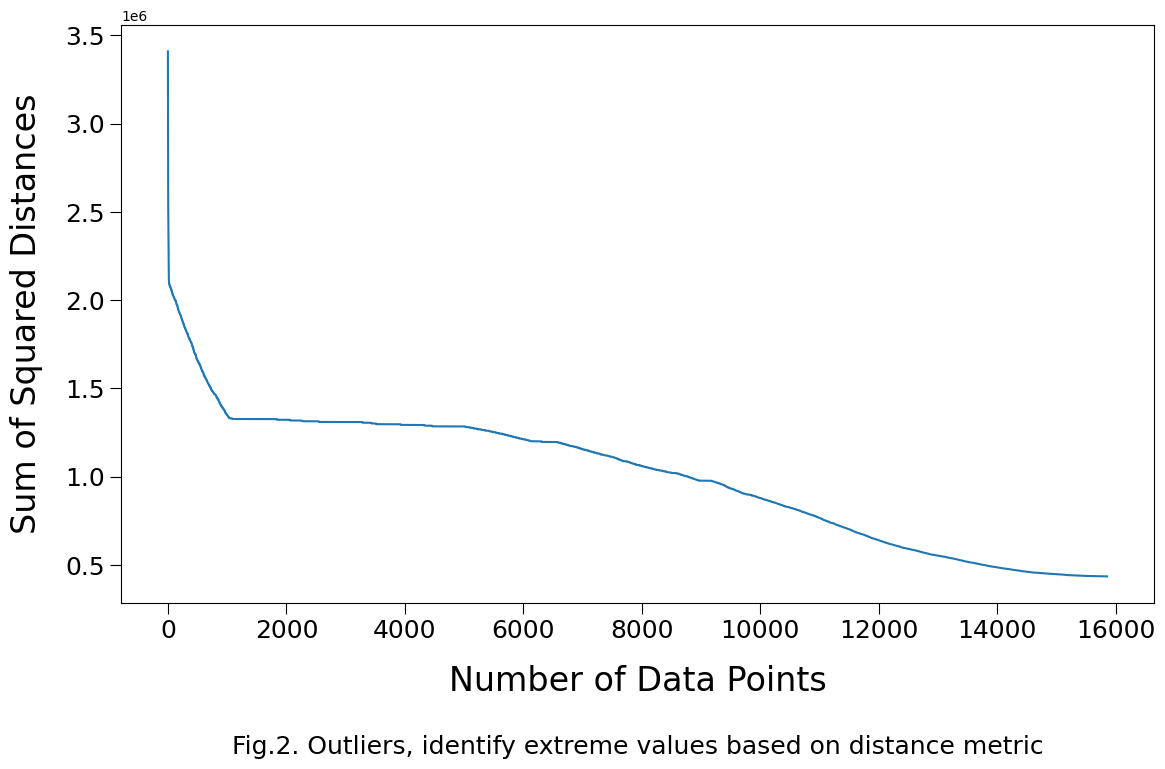 1e6
3.5
3.0
2.5
2.0
1.5
1.0
0.5
Sum of Squared Distances
0 2000 4000 6000 8000 10000 12000 14000 16000
Number of Data Points
Fig.2. Outliers, identify extreme values based on distance metric